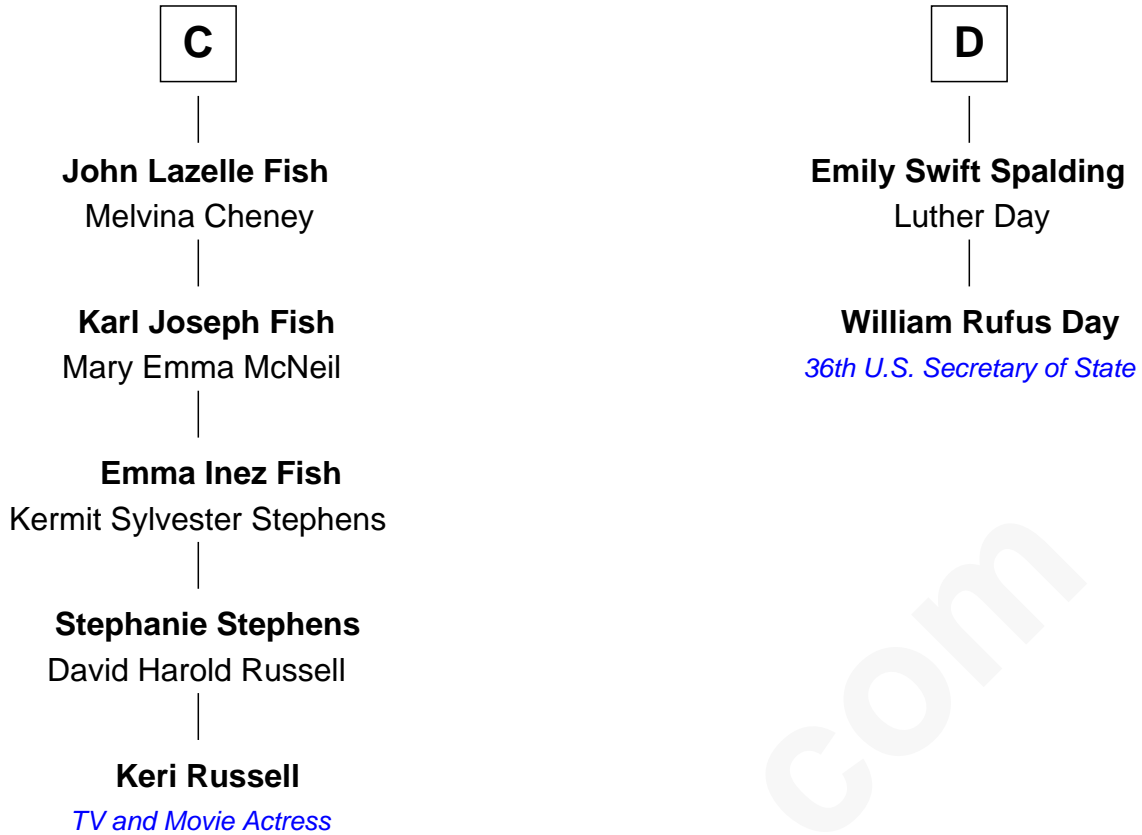 C
John Lazelle Fish
Melvina Cheney
Karl Joseph Fish
Mary Emma McNeil
Emma Inez Fish
Kermit Sylvester Stephens
Stephanie Stephens
David Harold Russell
Keri Russell
TV and Movie Actress
D
Emily Swift Spalding
Luther Day
William Rufus Day
36th U.S. Secretary of State
com